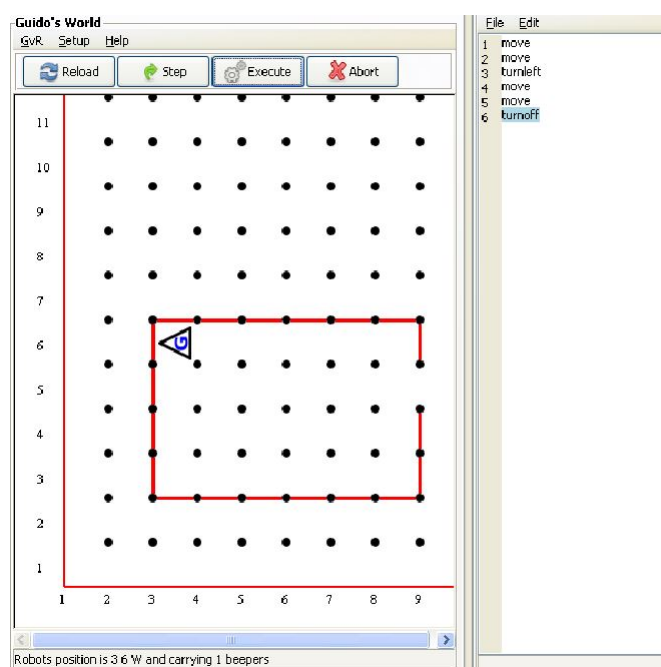 Guido's World
GvR Setup Help
Reload Step Execute Abort
11
10
9
8
7
6
5
4
3
2
1
1 2 3 4 5 6 7 8 9
G
Robots position is 3 6 W and carrying 1 beepers
File Edit
1 move
2 move
3 turnleft
4 move
5 move
6 turnoff